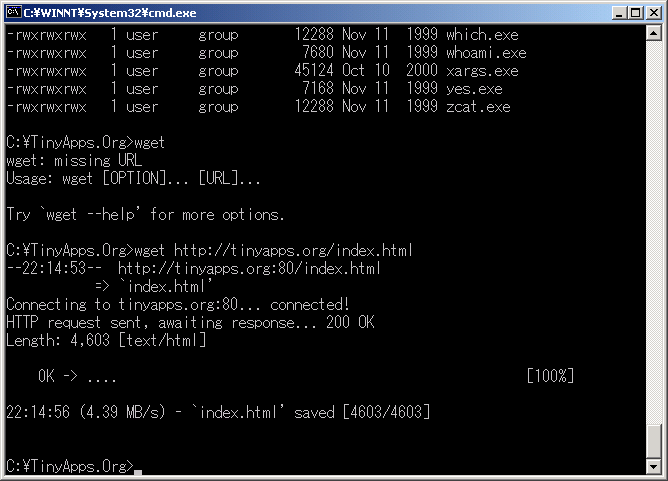 C:¥WINNT¥System32¥cmd.exe
-rwxrwxrwx   1 user     group       12288 Nov 11  1999 which.exe
-rwxrwxrwx   1 user     group        7680 Nov 11  1999 whoami.exe
-rwxrwxrwx   1 user     group       45124 Oct 10  2000 xargs.exe
-rwxrwxrwx   1 user     group        7168 Nov 11  1999 yes.exe
-rwxrwxrwx   1 user     group       12288 Nov 11  1999 zcat.exe
C:¥TinyApps.Org>wget
wget: missing URL
Usage: wget [OPTION]... [URL]...
Try `wget --help' for more options.
C:¥TinyApps.Org>wget http://tinyapps.org/index.html
--22:14:53--  http://tinyapps.org:80/index.html
           => `index.html'
Connecting to tinyapps.org:80... connected!
HTTP request sent, awaiting response... 200 OK
Length: 4,603 [text/html]
    OK -> ....                                                   [100%]
22:14:56 (4.39 MB/s) - `index.html' saved [4603/4603]
C:¥TinyApps.Org>_